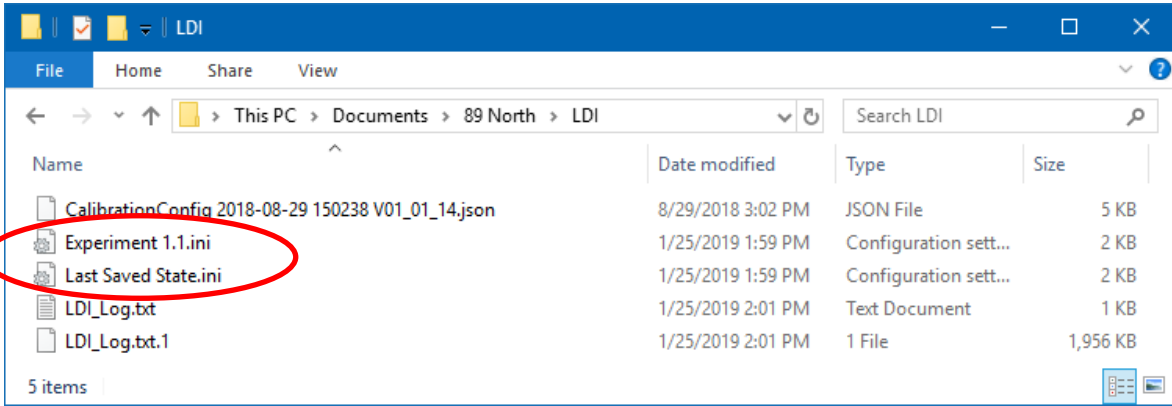 LDI
File Home Share View
This PC > Documents > 89 North > LDI Search LDI
Name Date modified Type Size
CalibrationConfig 2018-08-29 150238 V01_01_14.json 8/29/2018 3:02 PM JSON File 5 KB
Experiment 1.1.ini 1/25/2019 1:59 PM Configuration sett... 2 KB
Last Saved State.ini 1/25/2019 1:59 PM Configuration sett... 2 KB
LDI_Log.txt 1/25/2019 2:01 PM Text Document 1 KB
LDI_Log.txt.1 1/25/2019 2:01 PM 1 File 1,956 KB
5 items